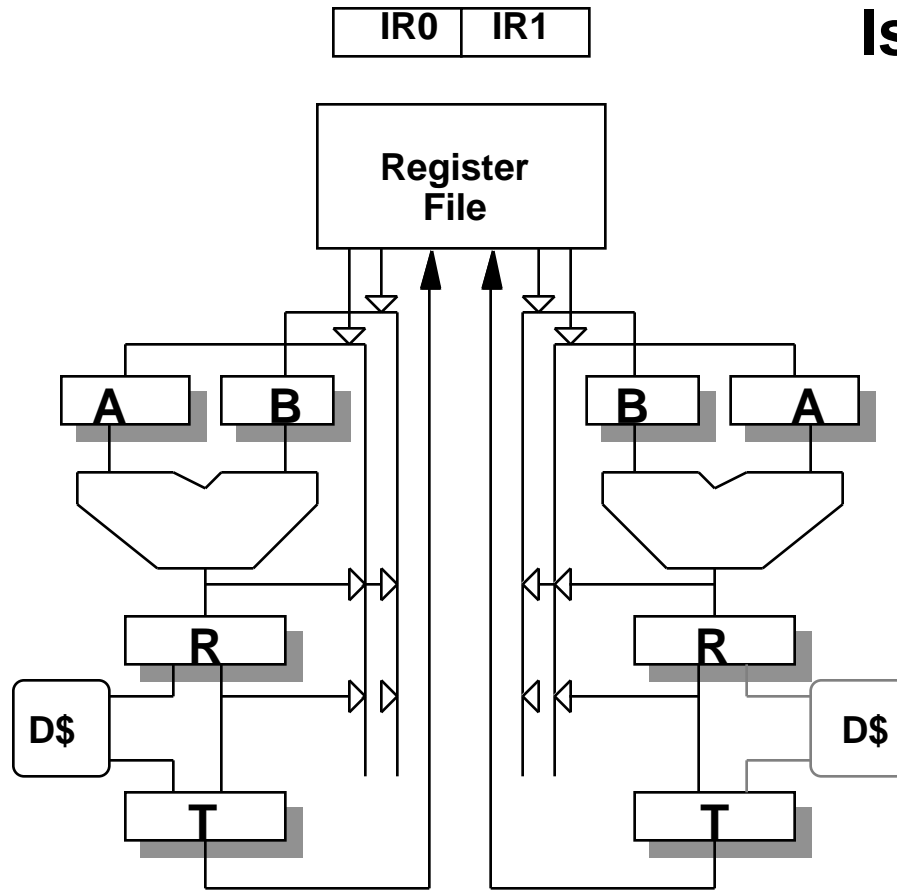 IR0 IR1
Is
Register
File
A B B A
R R
D$ D$
T T